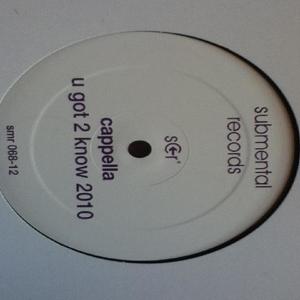 submental
records
cappella
u got 2 know 2010
smr 068-12